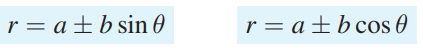 r = a ± b sin θ r = a ± b cos θ